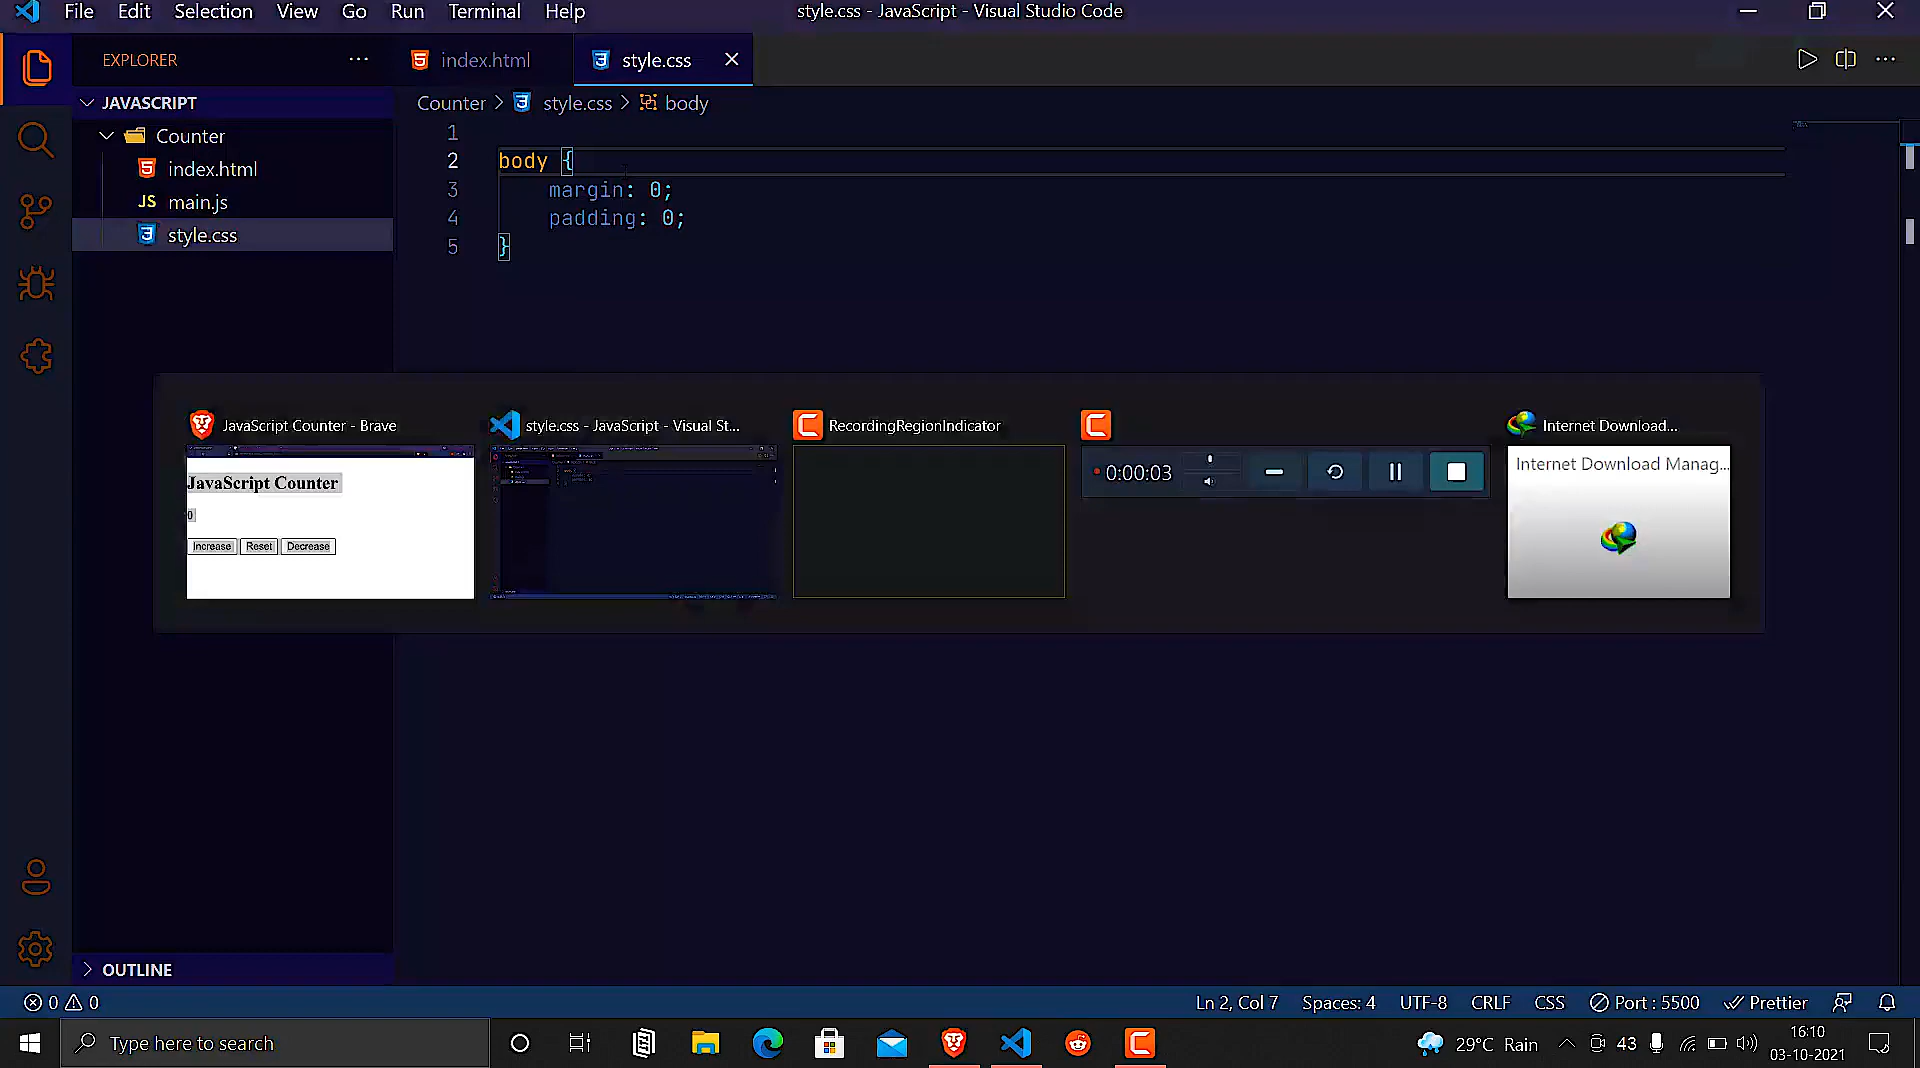 File Edit Selection View Go Run Terminal Help
style.css - JavaScript - Visual Studio Code
EXPLORER
index.html
style.css
JAVASCRIPT
Counter
index.html
JS main.js
style.css
OUTLINE
Counter > style.css > body
1
2 body {
3 margin: 0;
4 padding: 0;
5 }
JavaScript Counter - Brave
JavaScript Counter
0
Increase Reset Decrease
style.css - JavaScript - Visual St...
RecordingRegionIndicator
0:00:03
Internet Download...
Internet Download Manag...
0 0
Ln 2, Col 7 Spaces: 4 UTF-8 CRLF CSS Port : 5500 Prettier
Type here to search
29°C Rain
43
16:10
03-10-2021